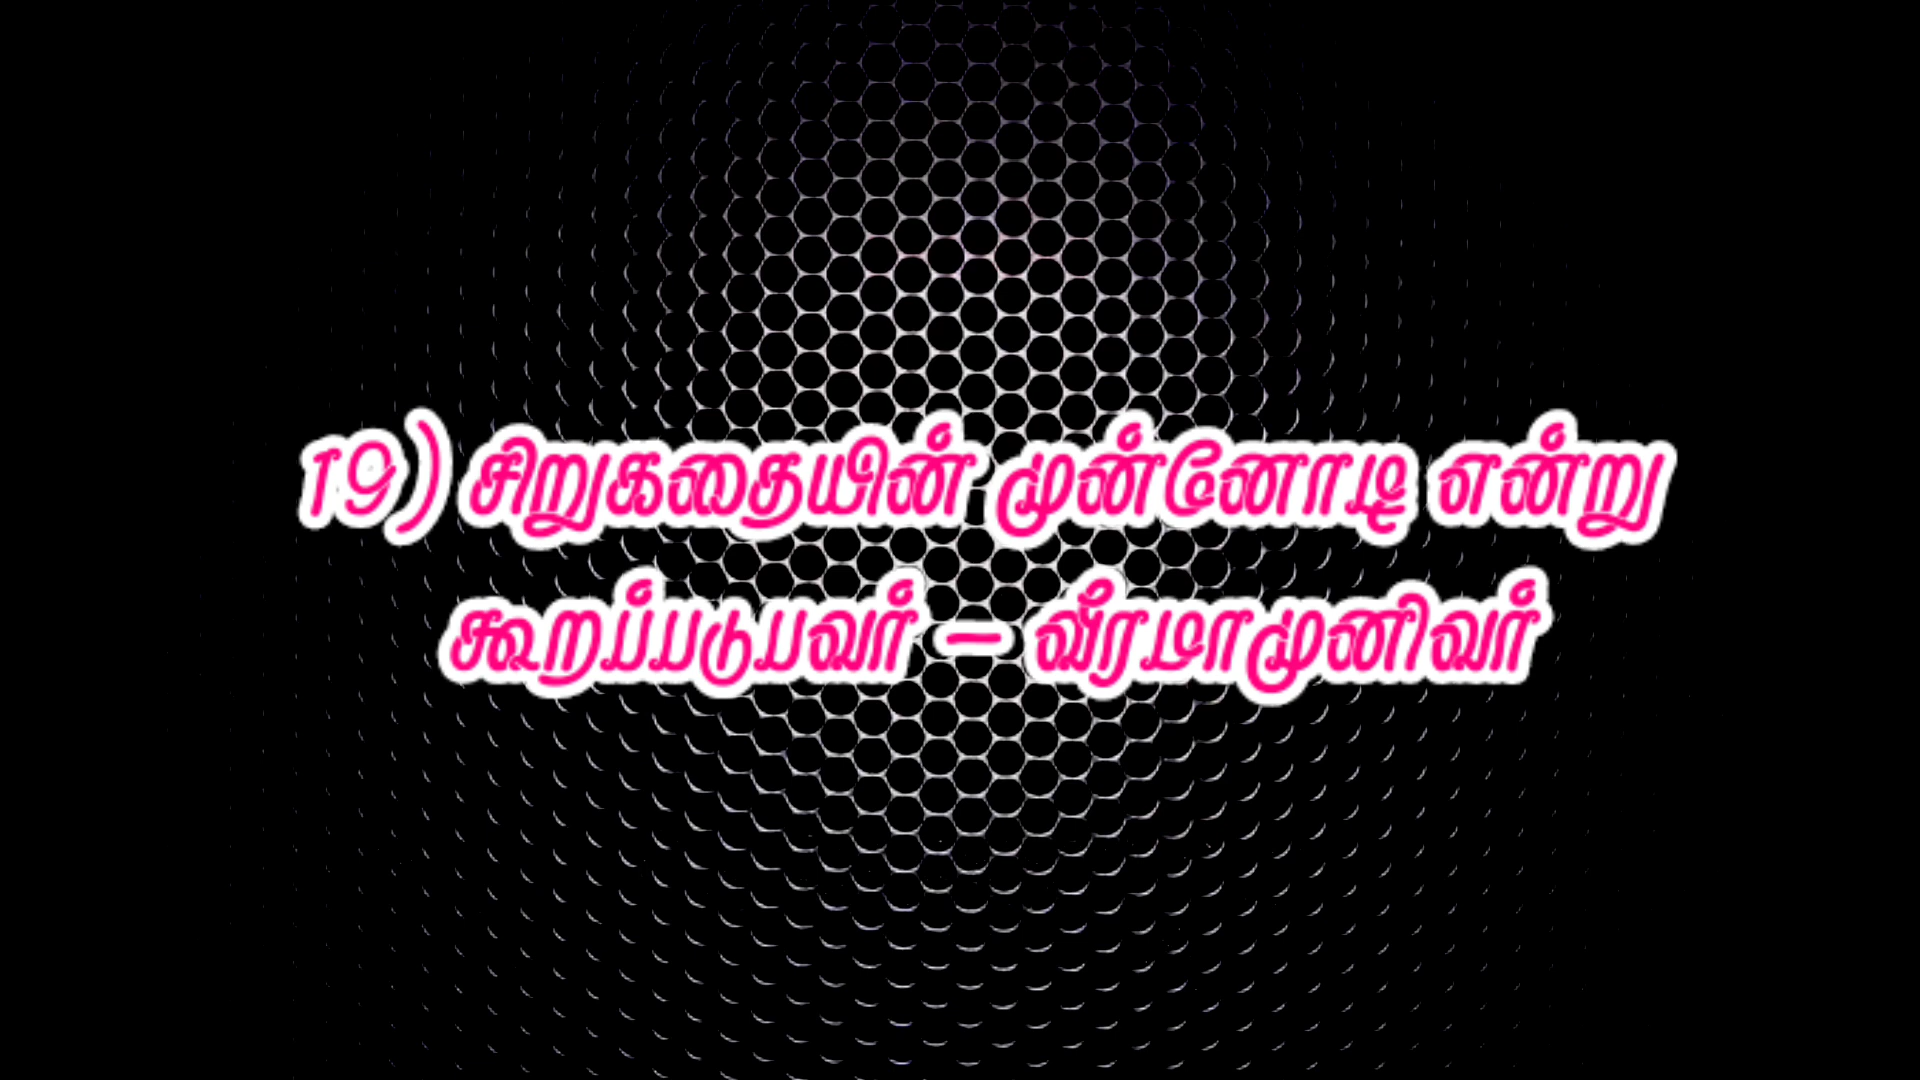 19) சிறுகதையின் முன்னோடி என்று
கூறப்படுபவர் – வீரமாமுனிவர்